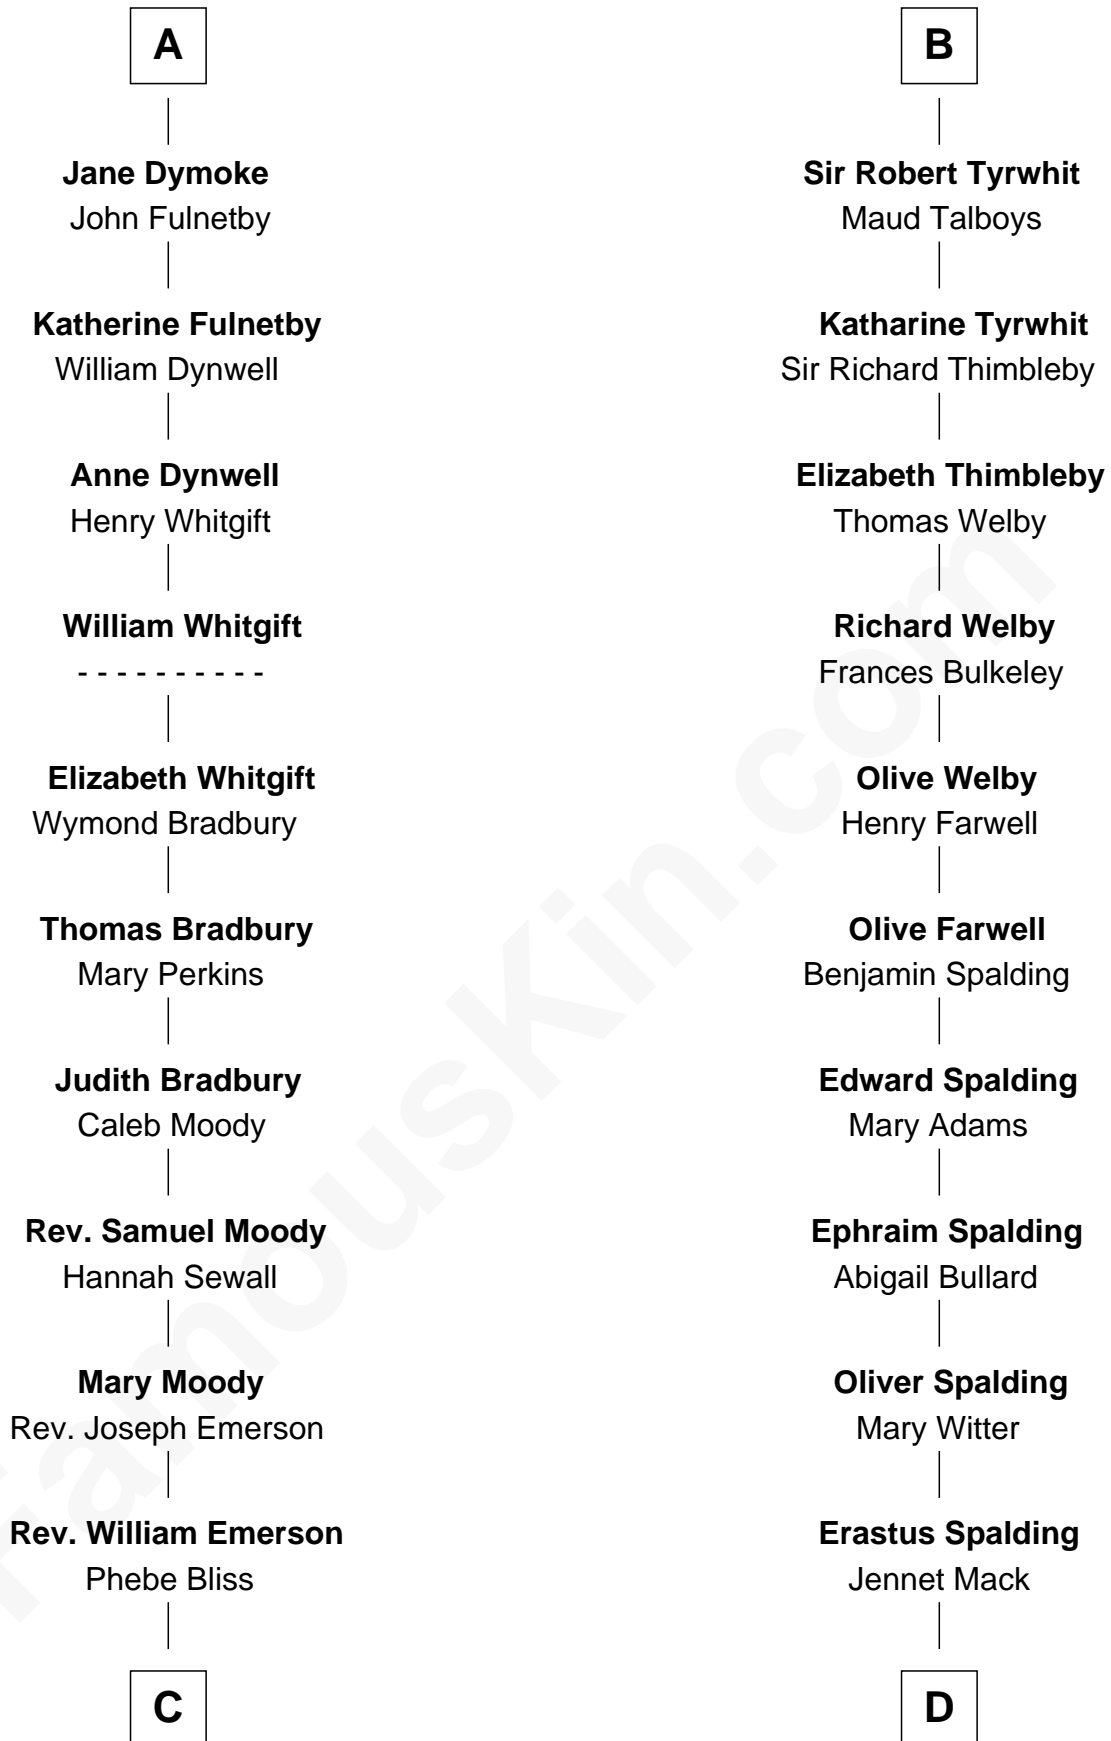 A
Jane Dymoke
John Fulnetby
Katherine Fulnetby
William Dynwell
Anne Dynwell
Henry Whitgift
William Whitgift
- - - - - - - - - -
Elizabeth Whitgift
Wymond Bradbury
Thomas Bradbury
Mary Perkins
Judith Bradbury
Caleb Moody
Rev. Samuel Moody
Hannah Sewall
Mary Moody
Rev. Joseph Emerson
Rev. William Emerson
Phebe Bliss
C
B
Sir Robert Tyrwhit
Maud Talboys
Katharine Tyrwhit
Sir Richard Thimbleby
Elizabeth Thimbleby
Thomas Welby
Richard Welby
Frances Bulkeley
Olive Welby
Henry Farwell
Olive Farwell
Benjamin Spalding
Edward Spalding
Mary Adams
Ephraim Spalding
Abigail Bullard
Oliver Spalding
Mary Witter
Erastus Spalding
Jennet Mack
D
FamousKin.com